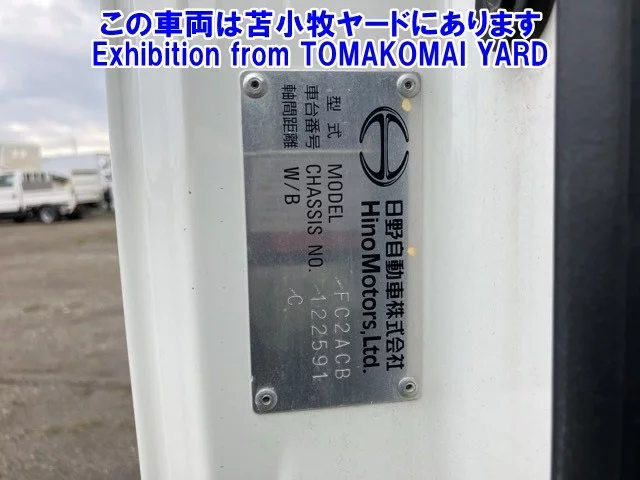 この車両は苫小牧ヤードにあります
Exhibition from TOMAKOMAI YARD
日野自動車株式会社
Hino Motors, Ltd.
型式 MODEL FC2ACB
車台番号 CHASSIS NO. 122591
軸間距離 W/B C